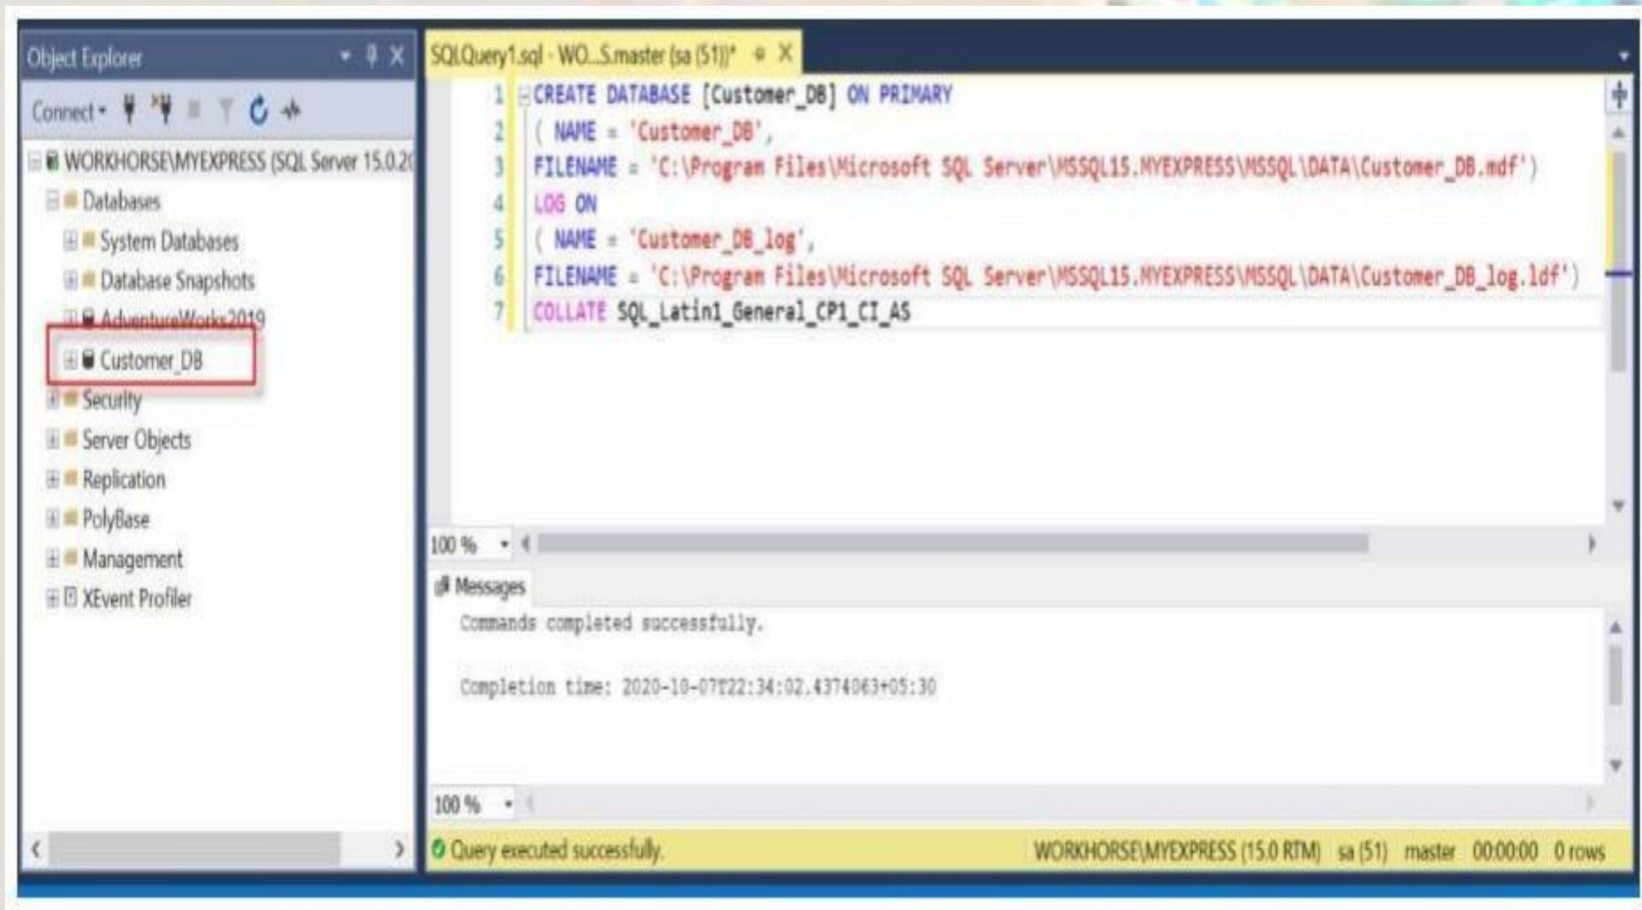 Object Explorer
Connect
WORKHORSE\MYEXPRESS (SQL Server 15.0.20
Databases
System Databases
Database Snapshots
AdventureWorks2019
Customer_DB
Security
Server Objects
Replication
PolyBase
Management
XEvent Profiler
SQLQuery1.sql - WO...S.master (sa (51))*
1 CREATE DATABASE [Customer_DB] ON PRIMARY
2 ( NAME = 'Customer_DB',
3 FILENAME = 'C:\Program Files\Microsoft SQL Server\MSSQL15.MYEXPRESS\MSSQL\DATA\Customer_DB.mdf')
4 LOG ON
5 ( NAME = 'Customer_DB_log',
6 FILENAME = 'C:\Program Files\Microsoft SQL Server\MSSQL15.MYEXPRESS\MSSQL\DATA\Customer_DB_log.ldf')
7 COLLATE SQL_Latin1_General_CP1_CI_AS
100 %
Messages
Commands completed successfully.
Completion time: 2020-10-07T22:34:02.4374063+05:30
100 %
Query executed successfully. WORKHORSE\MYEXPRESS (15.0 RTM) sa (51) master 00:00:00 0 rows